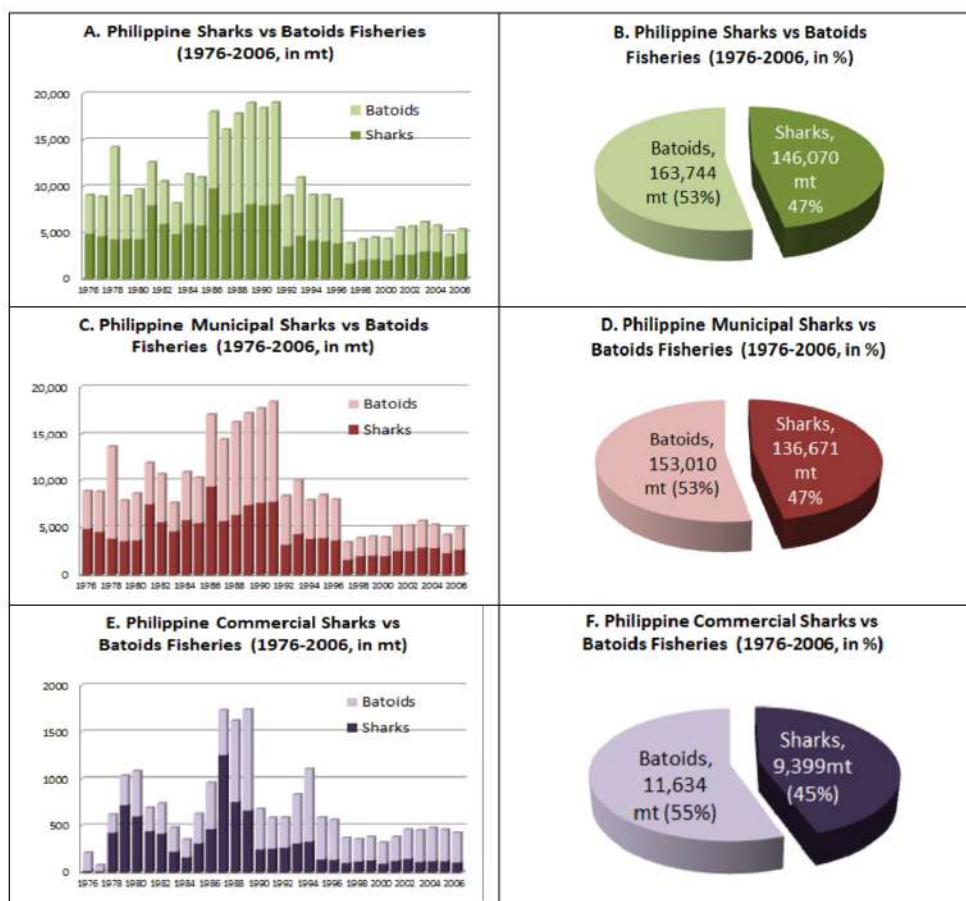 A. Philippine Sharks vs Batoids Fisheries
(1976-2006, in mt)
20,000
15,000
10,000
5,000
0
Batoids
Sharks
1976 1978 1980 1982 1984 1986 1988 1990 1992 1994 1996 1998 2000 2002 2004 2006
B. Philippine Sharks vs Batoids
Fisheries (1976-2006, in %)
Batoids,
163,744
mt (53%)
Sharks,
146,070
mt
47%
C. Philippine Municipal Sharks vs Batoids
Fisheries (1976-2006, in mt)
20,000
15,000
10,000
5,000
0
Batoids
Sharks
1976 1978 1980 1982 1984 1986 1988 1990 1992 1994 1996 1998 2000 2002 2004 2006
D. Philippine Municipal Sharks vs
Batoids Fisheries (1976-2006, in %)
Batoids,
153,010
mt (53%)
Sharks,
136,671
mt
47%
E. Philippine Commercial Sharks vs
Batoids Fisheries (1976-2006, in mt)
2000
1500
1000
500
0
Batoids
Sharks
1976 1978 1980 1982 1984 1986 1988 1990 1992 1994 1996 1998 2000 2002 2004 2006
F. Philippine Commercial Sharks vs
Batoids Fisheries (1976-2006, in %)
Batoids,
11,634
mt (55%)
Sharks,
9,399mt
(45%)